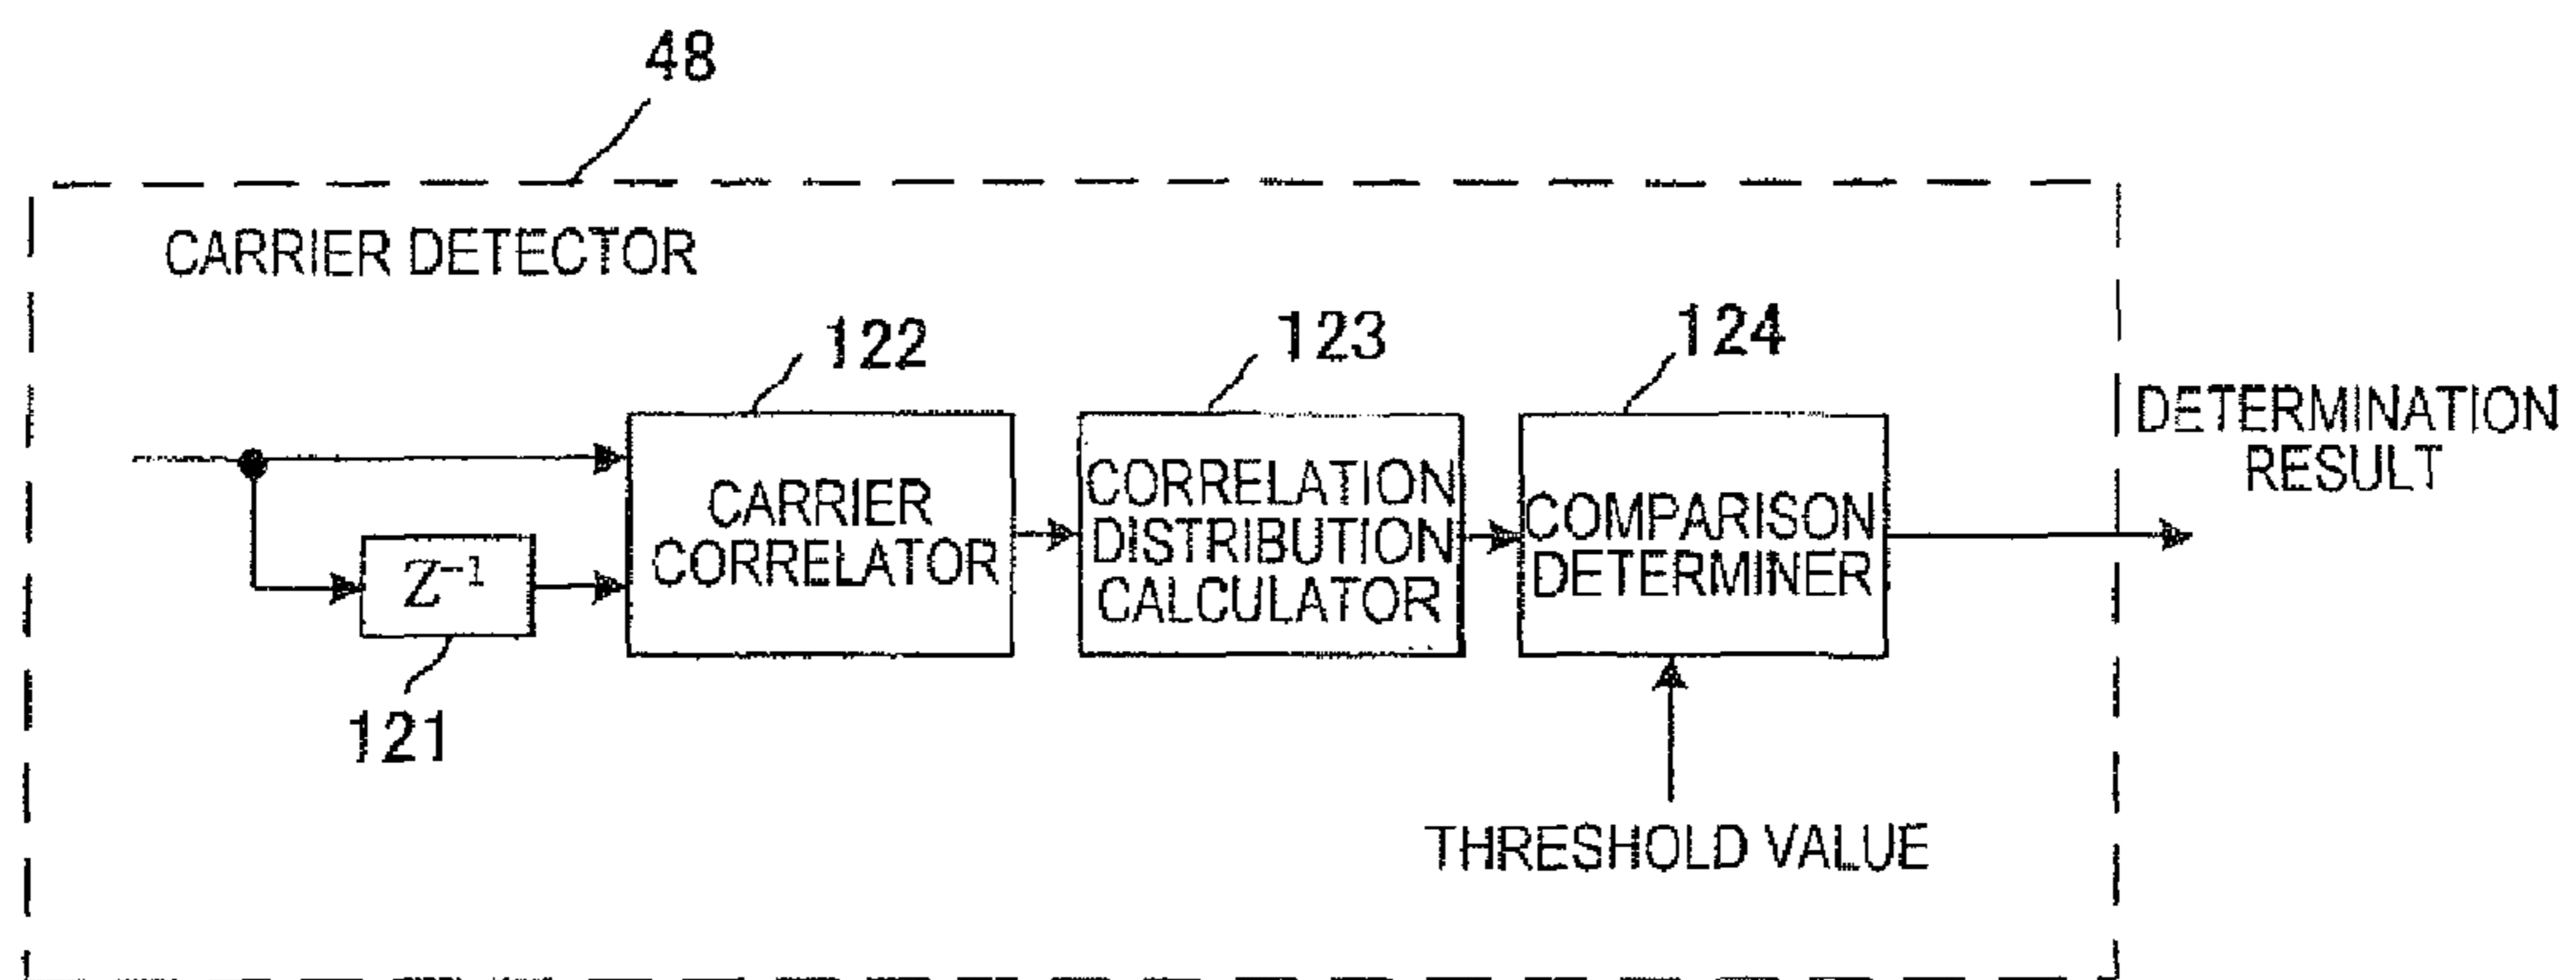 48
CARRIER DETECTOR
122
123
124
DETERMINATION
RESULT
CARRIER
CORRELATOR
CORRELATION
DISTRIBUTION
CALCULATOR
COMPARISON
DETERMINER
Z⁻¹
121
THRESHOLD VALUE